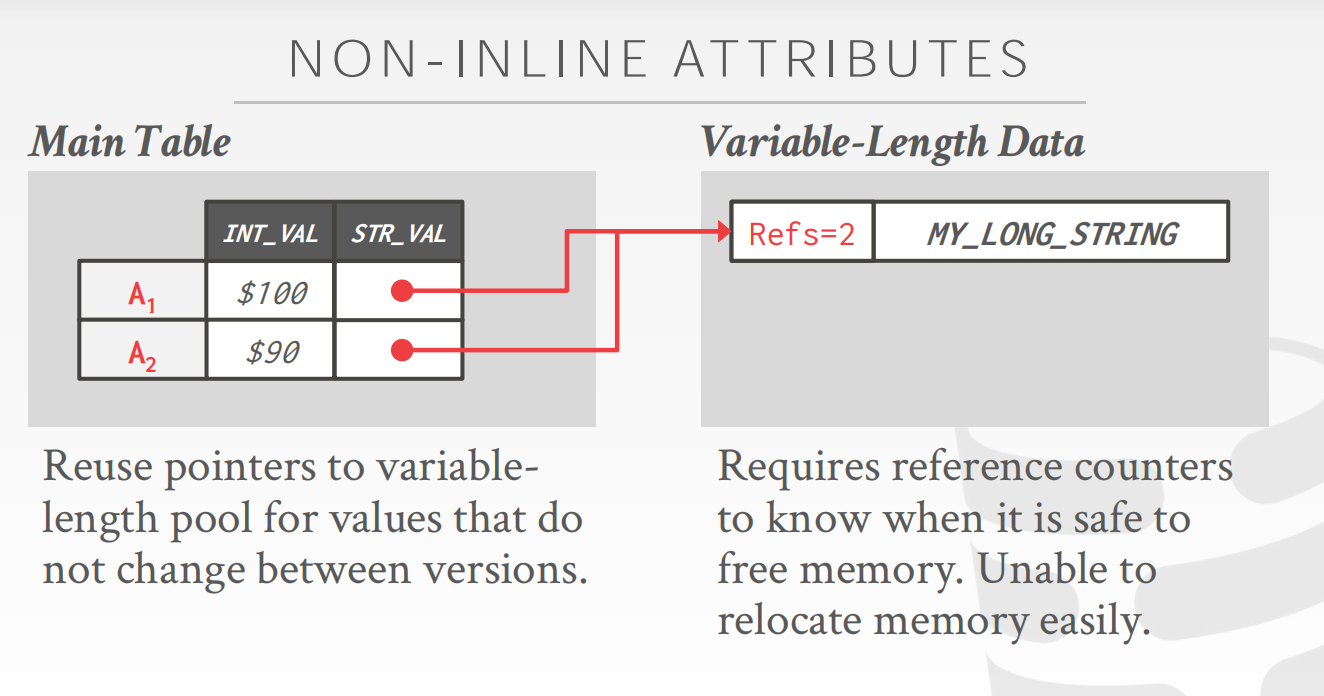 NON-INLINE ATTRIBUTES
Main Table
INT_VAL STR_VAL
A1 $100
A2 $90
Reuse pointers to variable-
length pool for values that do
not change between versions.
Variable-Length Data
Refs=2 MY_LONG_STRING
Requires reference counters
to know when it is safe to
free memory. Unable to
relocate memory easily.